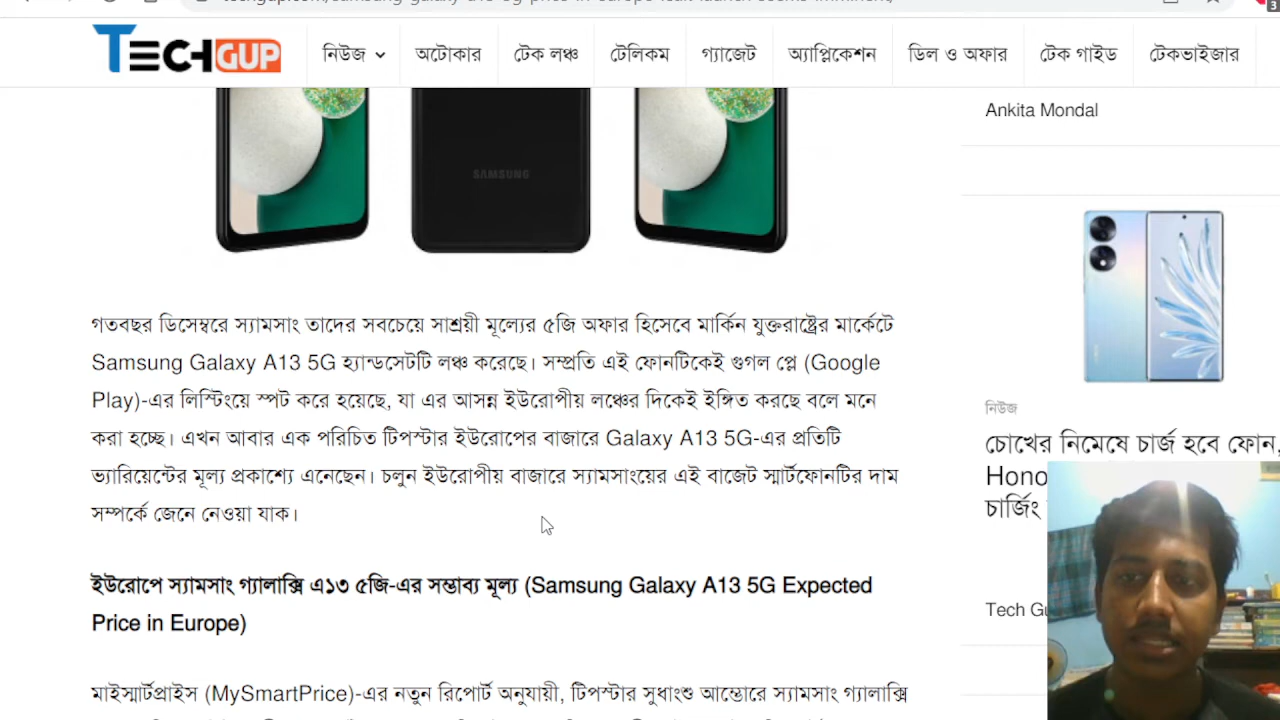 TECHGUP
নিউজ
অটোকার
টেক লঞ্চ
টেলিকম
গ্যাজেট
অ্যাপ্লিকেশন
ডিল ও অফার
টেক গাইড
টেকভাইজার
3
SAMSUNG
গতবছর ডিসেম্বরে স্যামসাং তাদের সবচেয়ে সাশ্রয়ী মূল্যের ৫জি অফার হিসেবে মার্কিন যুক্তরাষ্ট্রের মার্কেটে
Samsung Galaxy A13 5G হ্যান্ডসেটটি লঞ্চ করেছে। সম্প্রতি এই ফোনটিকেই গুগল প্লে (Google
Play)-এর লিস্টিংয়ে স্পট করে হয়েছে, যা এর আসন্ন ইউরোপীয় লঞ্চের দিকেই ইঙ্গিত করছে বলে মনে
করা হচ্ছে। এখন আবার এক পরিচিত টিপস্টার ইউরোপের বাজারে Galaxy A13 5G-এর প্রতিটি
ভ্যারিয়েন্টের মূল্য প্রকাশ্যে এনেছেন। চলুন ইউরোপীয় বাজারে স্যামসাংয়ের এই বাজেট স্মার্টফোনটির দাম
সম্পর্কে জেনে নেওয়া যাক।
ইউরোপে স্যামসাং গ্যালাক্সি এ১৩ ৫জি-এর সম্ভাব্য মূল্য (Samsung Galaxy A13 5G Expected
Price in Europe)
মাইস্মার্টপ্রাইস (MySmartPrice)-এর নতুন রিপোর্ট অনুযায়ী, টিপস্টার সুধাংশু আম্ভোরে স্যামসাং গ্যালাক্সি
Ankita Mondal
নিউজ
চোখের নিমেষে চার্জ হবে ফোন,
Hono
চার্জিং
Tech Gu